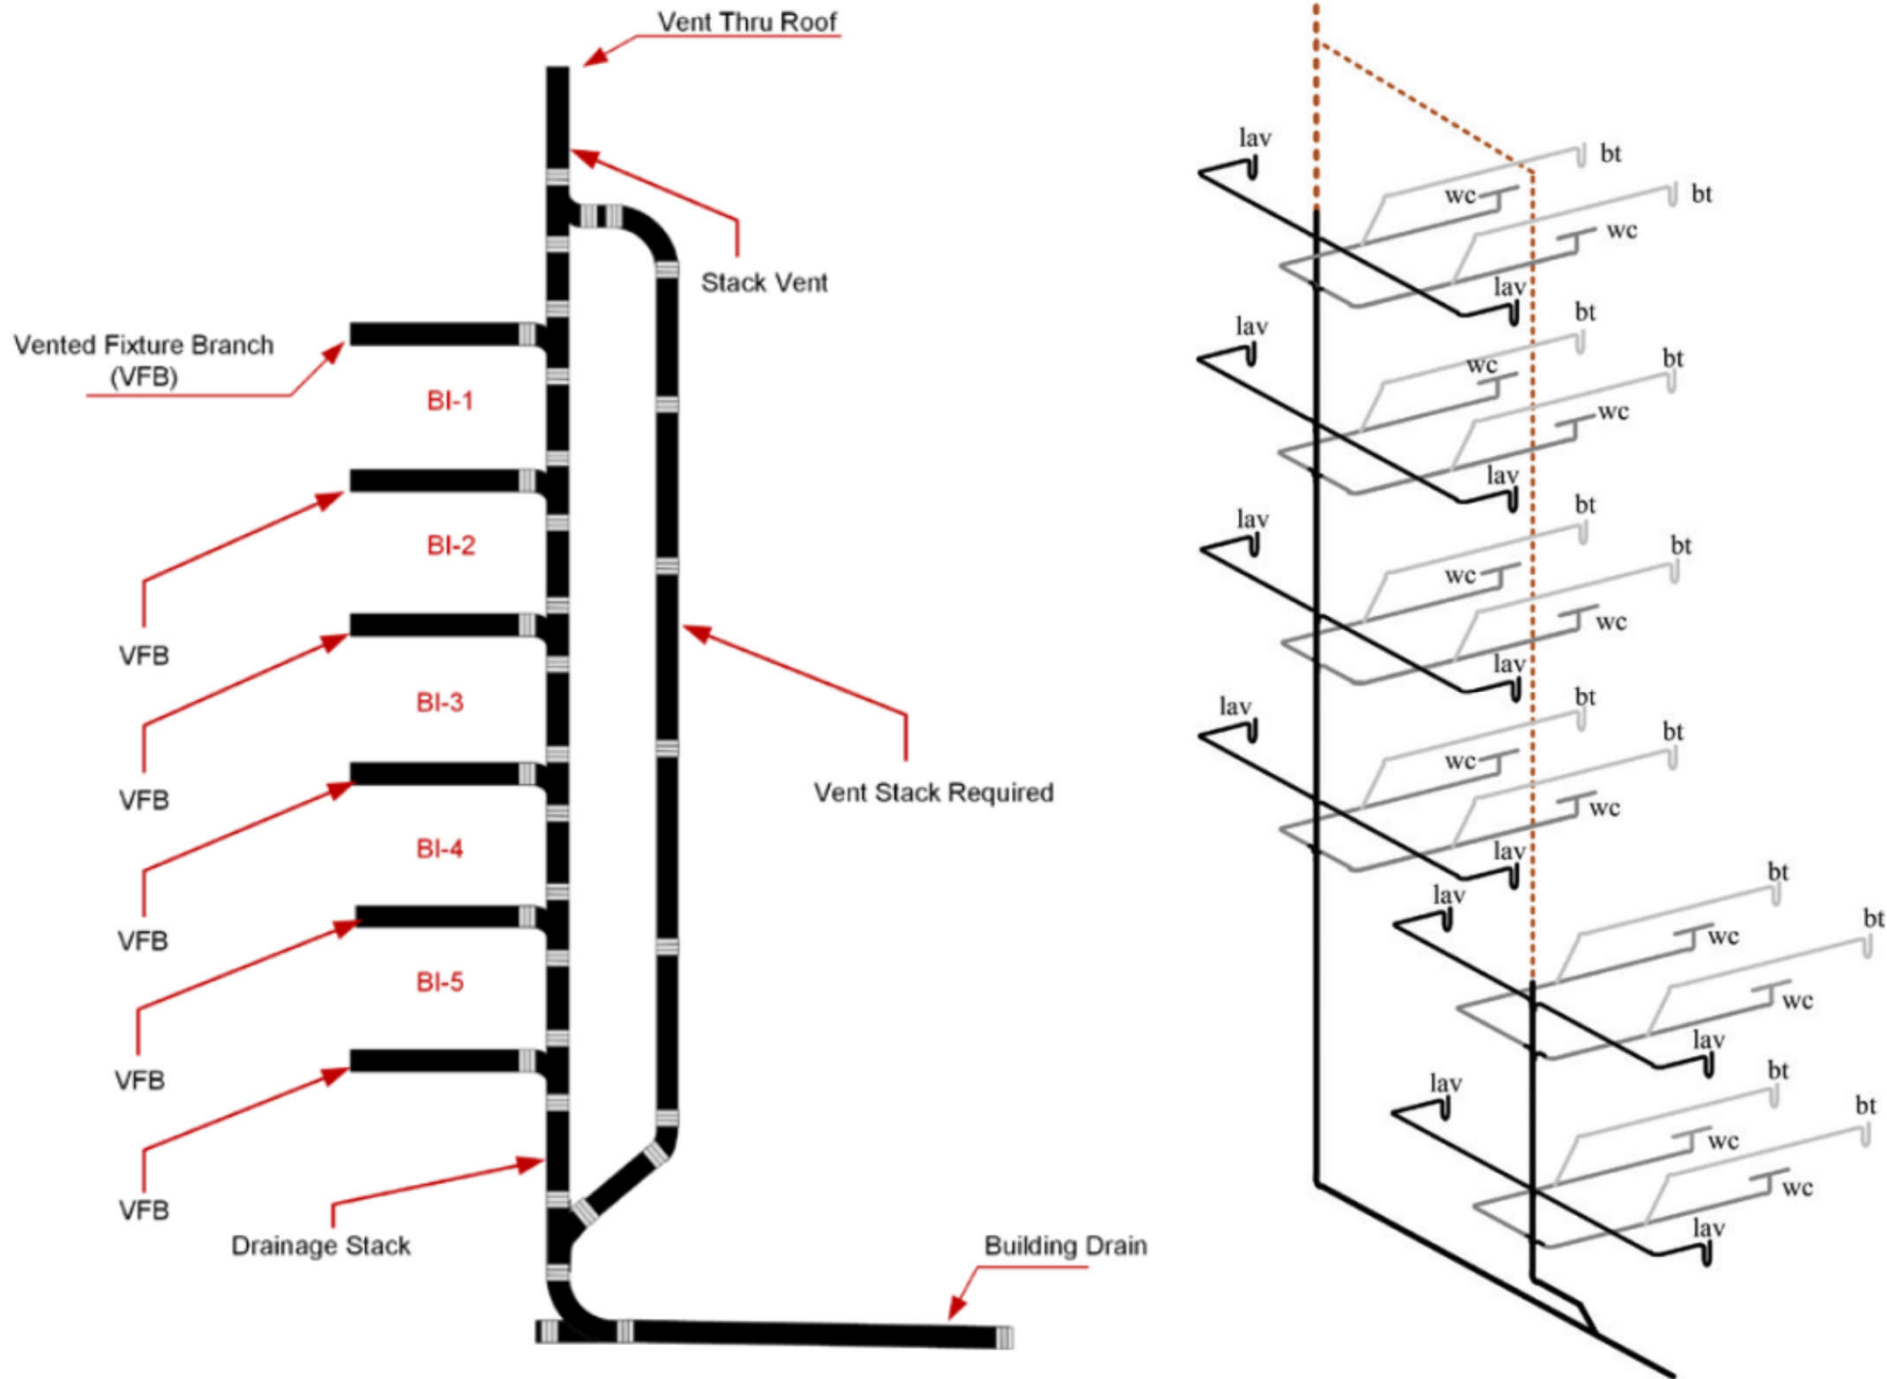 Vent Thru Roof
Stack Vent
Vented Fixture Branch
(VFB)
BI-1
BI-2
VFB
BI-3
VFB
Vent Stack Required
BI-4
VFB
BI-5
VFB
VFB
Drainage Stack
Building Drain
lav
bt
wc
bt
wc
lav
bt
lav
bt
wc
wc
lav
bt
lav
bt
wc
wc
lav
bt
lav
bt
wc
wc
lav
bt
lav
bt
wc
wc
lav
bt
lav
bt
wc
wc
lav